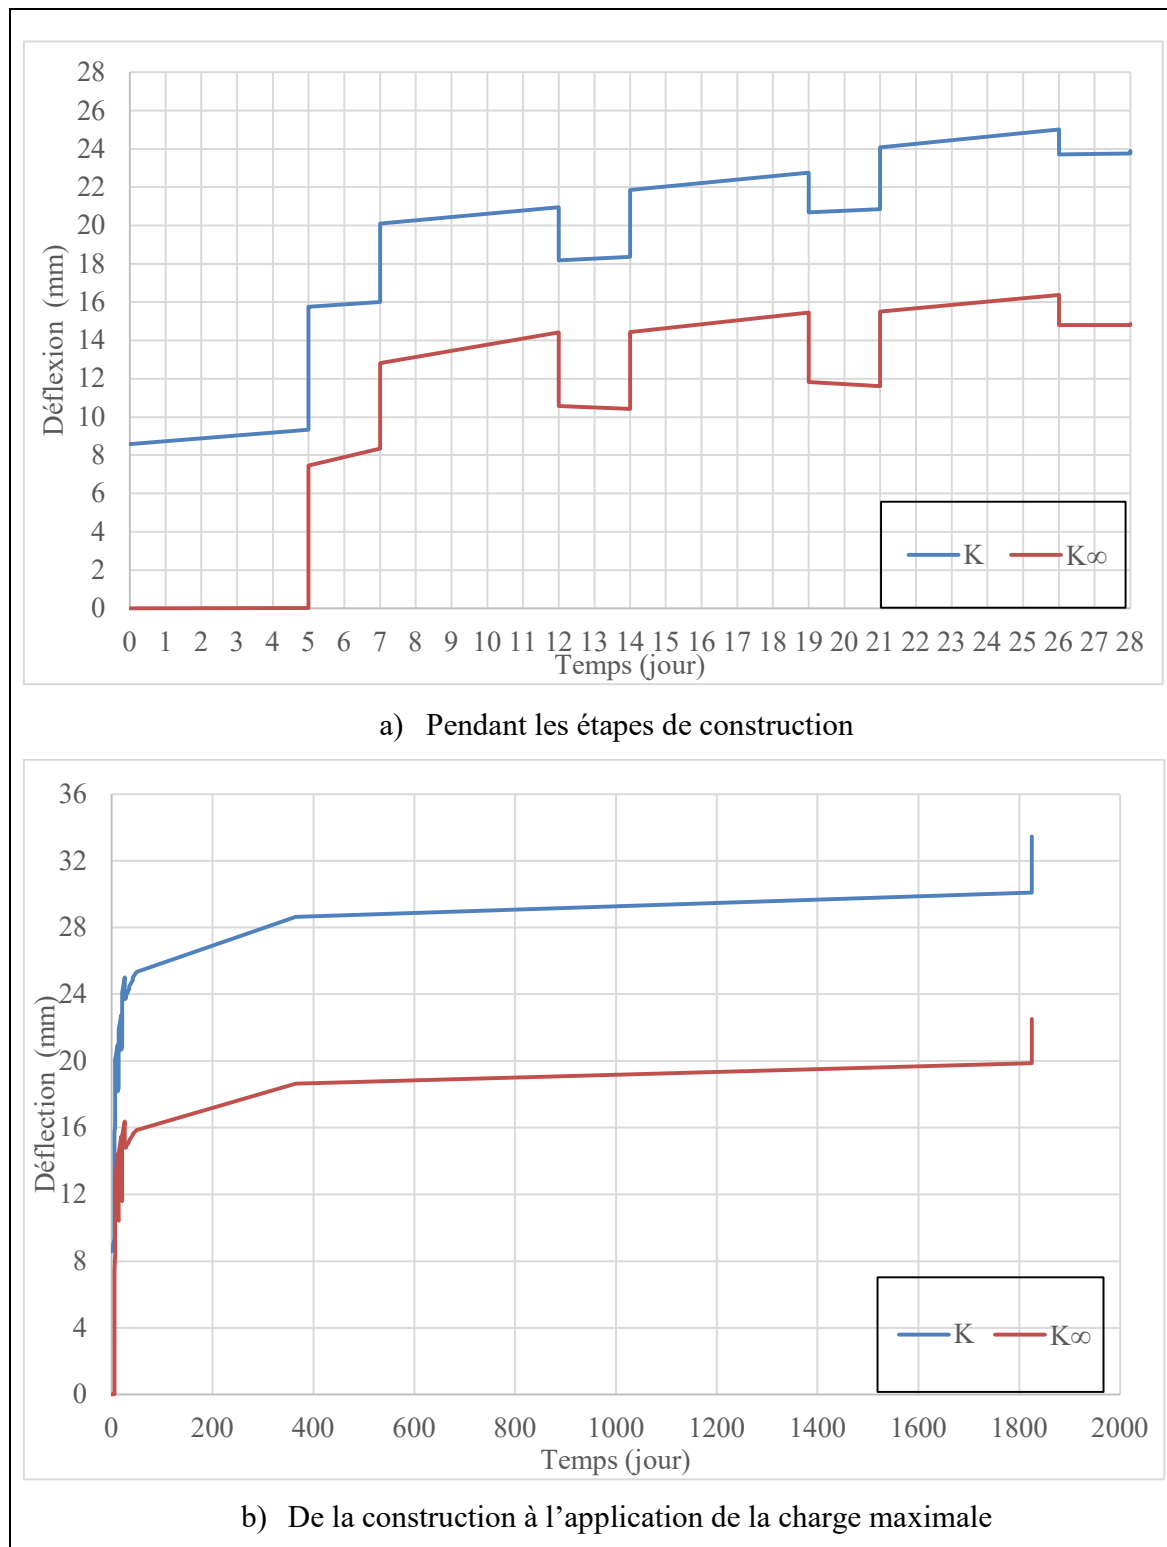 28
26
24
22
20
18
16
14
12
10
8
6
4
2
0
Déflexion (mm)
K K∞
0 1 2 3 4 5 6 7 8 9 10 11 12 13 14 15 16 17 18 19 20 21 22 23 24 25 26 27 28
Temps (jour)
a) Pendant les étapes de construction
36
32
28
24
20
16
12
8
4
0
Déflection (mm)
K K∞
0 200 400 600 800 1000 1200 1400 1600 1800 2000
Temps (jour)
b) De la construction à l’application de la charge maximale